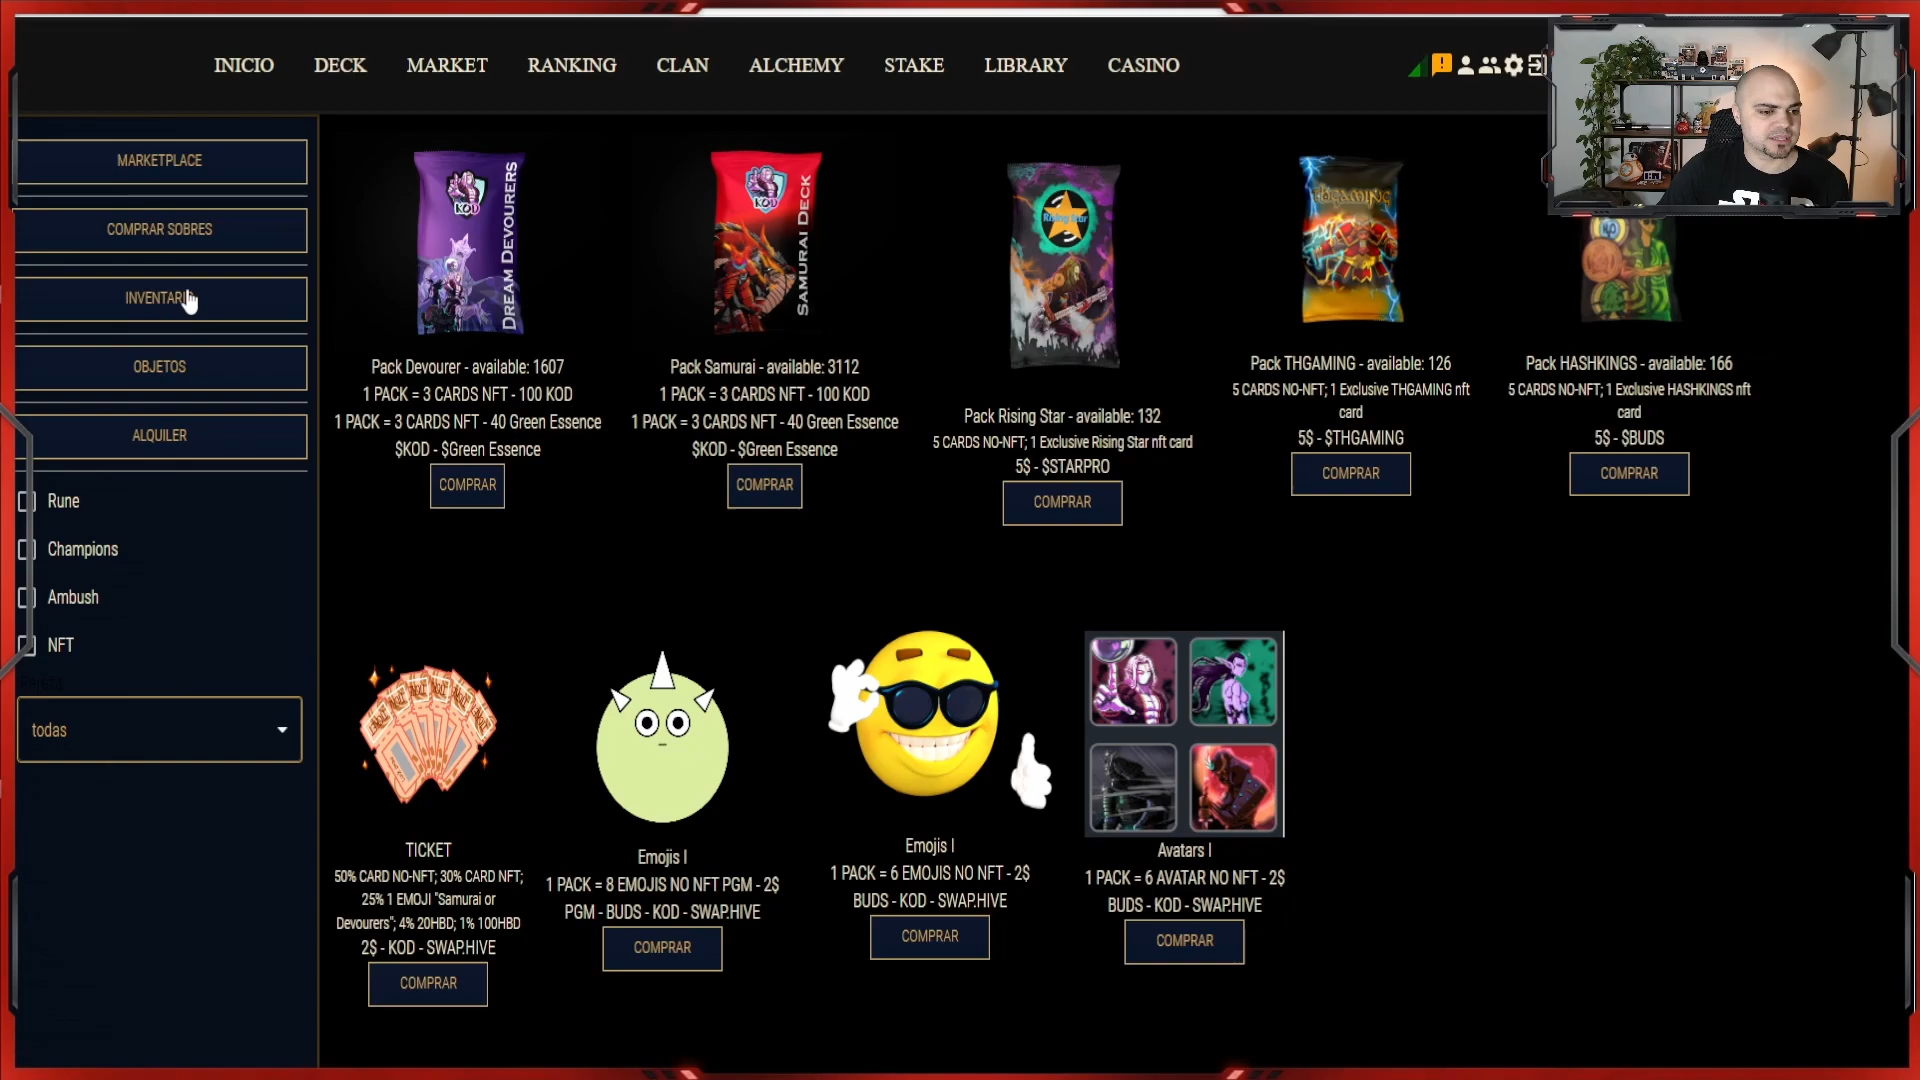 INICIO DECK MARKET RANKING CLAN ALCHEMY STAKE LIBRARY CASINO
MARKETPLACE
COMPRAR SOBRES
INVENTARI
OBJETOS
ALQUILER
Rune
Champions
Ambush
NFT
todas
KOD
DREAM DEVOURERS
Pack Devourer - available: 1607
1 PACK = 3 CARDS NFT - 100 KOD
1 PACK = 3 CARDS NFT - 40 Green Essence
$KOD - $Green Essence
COMPRAR
KOD
SAMURAI DECK
Pack Samurai - available: 3112
1 PACK = 3 CARDS NFT - 100 KOD
1 PACK = 3 CARDS NFT - 40 Green Essence
$KOD - $Green Essence
COMPRAR
Rising Star
Pack Rising Star - available: 132
5 CARDS NO-NFT; 1 Exclusive Rising Star nft card
5$ - $STARPRO
COMPRAR
THGAMING
Pack THGAMING - available: 126
5 CARDS NO-NFT; 1 Exclusive THGAMING nft
card
5$ - $THGAMING
COMPRAR
Pack HASHKINGS - available: 166
5 CARDS NO-NFT; 1 Exclusive HASHKINGS nft
card
5$ - $BUDS
COMPRAR
TICKET
50% CARD NO-NFT; 30% CARD NFT;
25% 1 EMOJI "Samurai or
Devourers"; 4% 20HBD; 1% 100HBD
2$ - KOD - SWAP.HIVE
COMPRAR
Emojis I
1 PACK = 8 EMOJIS NO NFT PGM - 2$
PGM - BUDS - KOD - SWAP.HIVE
COMPRAR
Emojis I
1 PACK = 6 EMOJIS NO NFT - 2$
BUDS - KOD - SWAP.HIVE
COMPRAR
Avatars I
1 PACK = 6 AVATAR NO NFT - 2$
BUDS - KOD - SWAP.HIVE
COMPRAR